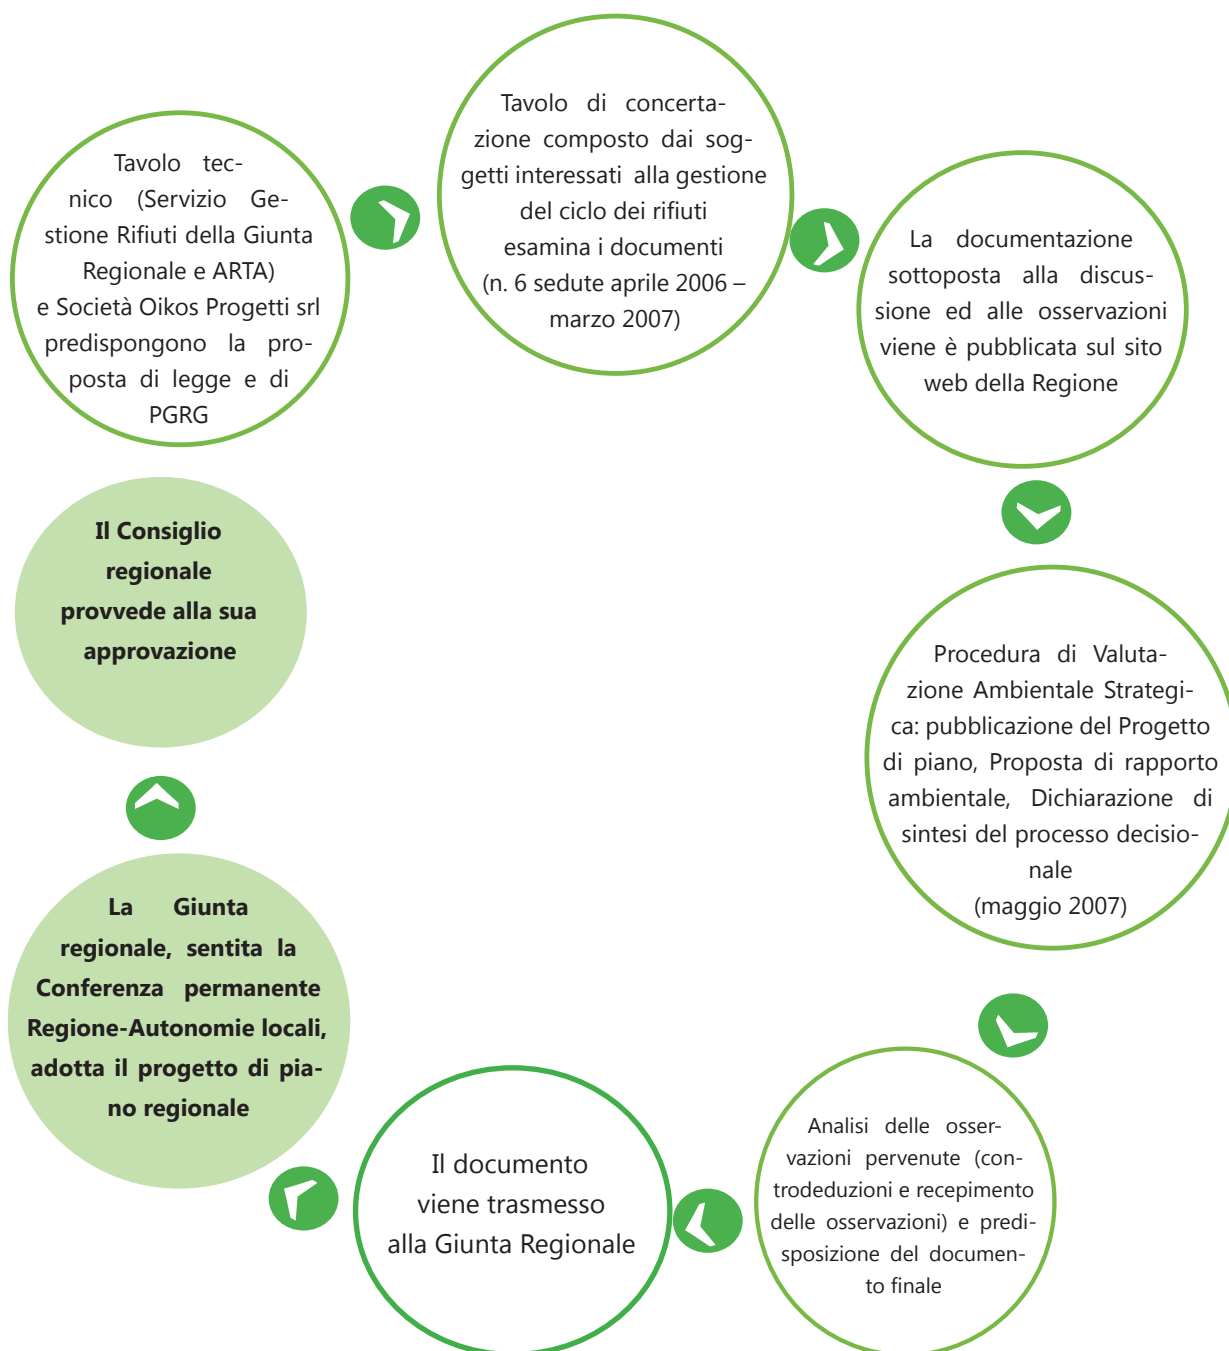 Tavolo tec-
nico (Servizio Ge-
stione Rifiuti della Giunta
Regionale e ARTA)
e Società Oikos Progetti srl
predispongono la pro-
posta di legge e di
PGRG
Tavolo di concerta-
zione composto dai sog-
getti interessati alla gestione
del ciclo dei rifiuti
esamina i documenti
(n. 6 sedute aprile 2006 –
marzo 2007)
La documentazione
sottoposta alla discus-
sione ed alle osservazioni
viene è pubblicata sul sito
web della Regione
Procedura di Valuta-
zione Ambientale Strategi-
ca: pubblicazione del Progetto
di piano, Proposta di rapporto
ambientale, Dichiarazione di
sintesi del processo decisio-
nale
(maggio 2007)
Analisi delle osser-
vazioni pervenute (con-
trodeduzioni e recepimento
delle osservazioni) e predi-
sposizione del documen-
to finale
Il documento
viene trasmesso
alla Giunta Regionale
La Giunta
regionale, sentita la
Conferenza permanente
Regione-Autonomie locali,
adotta il progetto di pia-
no regionale
Il Consiglio
regionale
provvede alla sua
approvazione